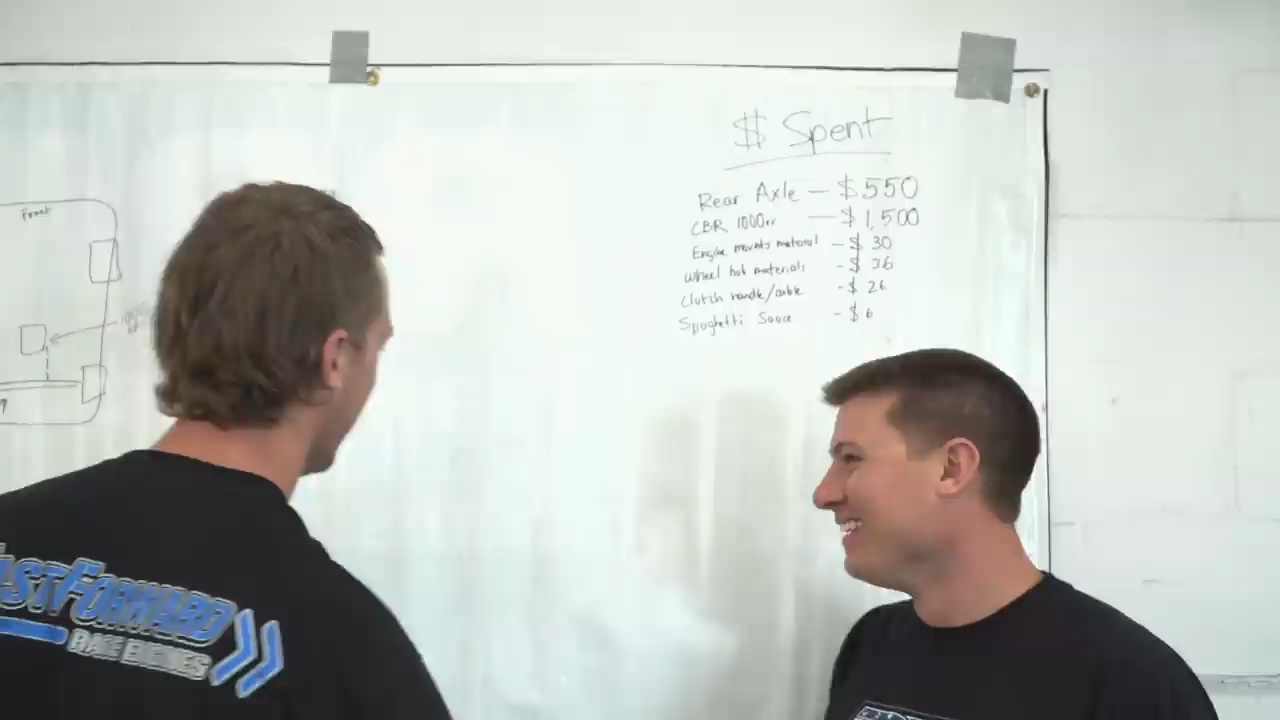 $ Spent
Rear Axle — $550
CBR 1000rr — $1,500
Engine mounts material - $30
wheel hub materials - $36
clutch handle/cable - $26
Spaghetti Sauce - $6
Front
FASTFORWARD
RACE ENGINES